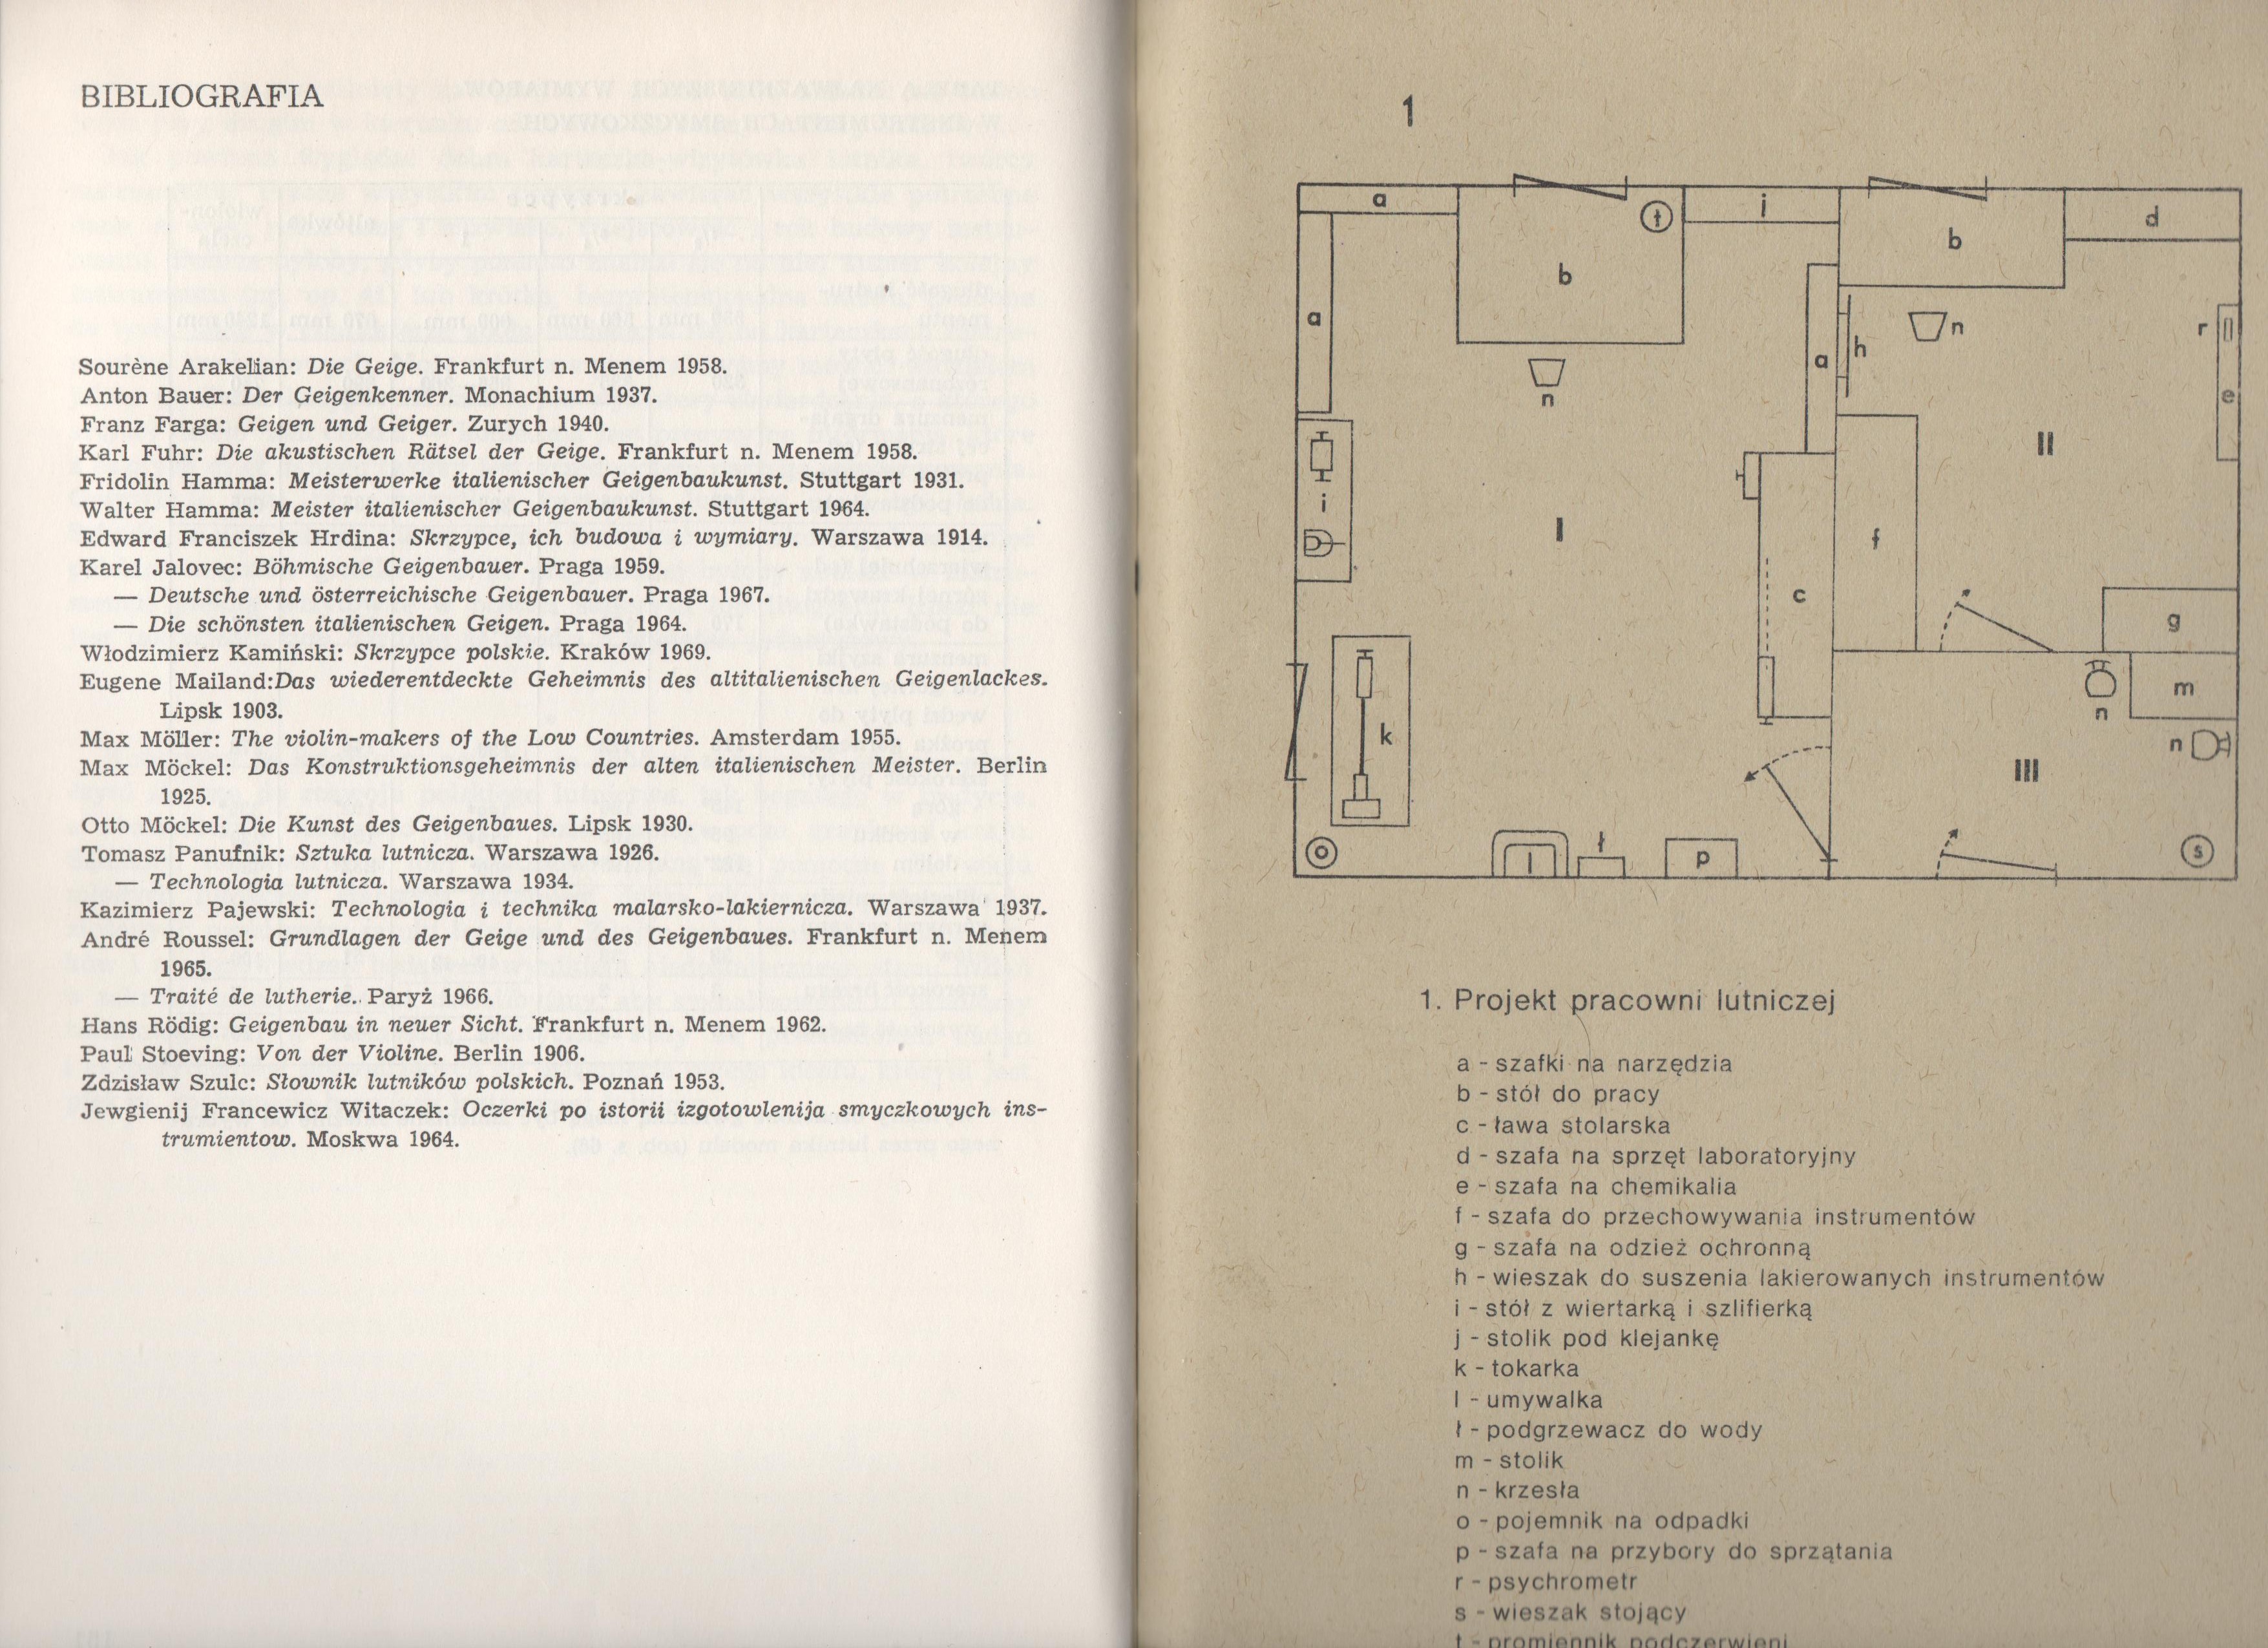 BIBLIOGRAFIA
Sourène Arakelian: Die Geige. Frankfurt n. Menem 1958.
Anton Bauer: Der Geigenkenner. Monachium 1937.
Franz Farga: Geigen und Geiger. Zurych 1940.
Karl Fuhr: Die akustischen Rätsel der Geige. Frankfurt n. Menem 1958.
Fridolin Hamma: Meisterwerke italienischer Geigenbaukunst. Stuttgart 1931.
Walter Hamma: Meister italienischer Geigenbaukunst. Stuttgart 1964.
Edward Franciszek Hrdina: Skrzypce, ich budowa i wymiary. Warszawa 1914.
Karel Jalovec: Böhmische Geigenbauer. Praga 1959.
— Deutsche und österreichische Geigenbauer. Praga 1967.
— Die schönsten italienischen Geigen. Praga 1964.
Włodzimierz Kamiński: Skrzypce polskie. Kraków 1969.
Eugene Mailand:Das wiederentdeckte Geheimnis des altitalienischen Geigenlackes.
Lipsk 1903.
Max Möller: The violin-makers of the Low Countries. Amsterdam 1955.
Max Möckel: Das Konstruktionsgeheimnis der alten italienischen Meister. Berlin
1925.
Otto Möckel: Die Kunst des Geigenbaues. Lipsk 1930.
Tomasz Panufnik: Sztuka lutnicza. Warszawa 1926.
— Technologia lutnicza. Warszawa 1934.
Kazimierz Pajewski: Technologia i technika malarsko-lakiernicza. Warszawa 1937.
André Roussel: Grundlagen der Geige und des Geigenbaues. Frankfurt n. Menem
1965.
— Traité de lutherie. Paryż 1966.
Hans Rödig: Geigenbau in neuer Sicht. Frankfurt n. Menem 1962.
Paul Stoeving: Von der Violine. Berlin 1906.
Zdzisław Szulc: Słownik lutników polskich. Poznań 1953.
Jewgienij Francewicz Witaczek: Oczerki po istorii izgotowlenija smyczkowych ins-
trumientow. Moskwa 1964.
1
a
t
j
b
d
b
a
a
h
n
r
e
n
II
i
I
f
c
g
m
n
k
n
III
o
l
ł
p
s
1. Projekt pracowni lutniczej
a - szafki na narzędzia
b - stół do pracy
c - ława stolarska
d - szafa na sprzęt laboratoryjny
e - szafa na chemikalia
f - szafa do przechowywania instrumentów
g - szafa na odzież ochronną
h - wieszak do suszenia lakierowanych instrumentów
i - stół z wiertarką i szlifierką
j - stolik pod klejankę
k - tokarka
l - umywalka
ł - podgrzewacz do wody
m - stolik
n - krzesła
o - pojemnik na odpadki
p - szafa na przybory do sprzątania
r - psychrometr
s - wieszak stojący
t - promiennik podczerwieni